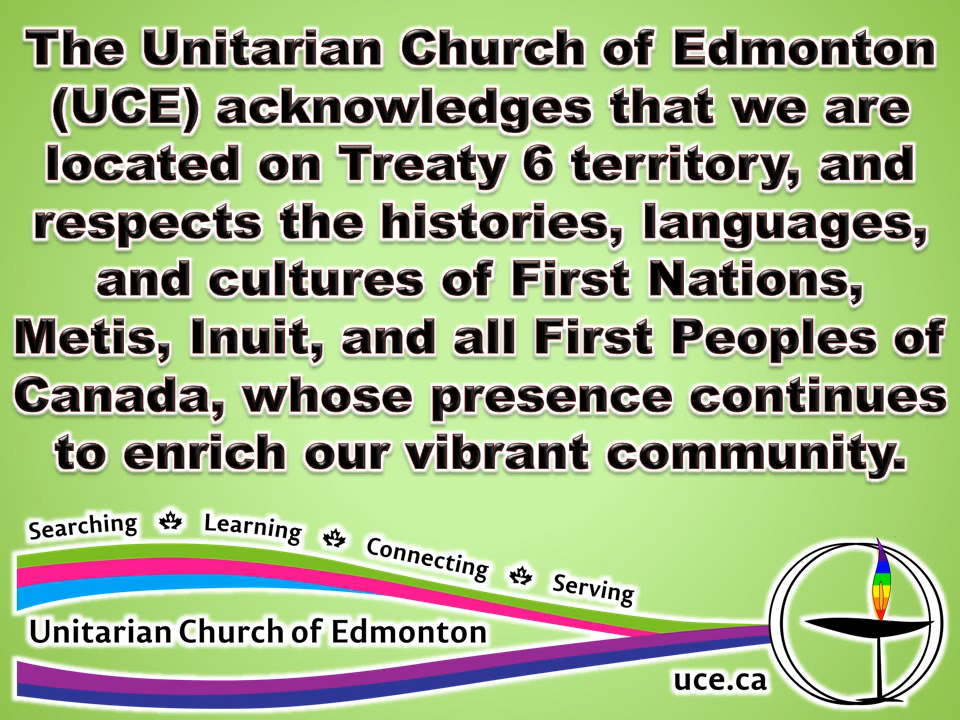 The Unitarian Church of Edmonton
(UCE) acknowledges that we are
located on Treaty 6 territory, and
respects the histories, languages,
and cultures of First Nations,
Metis, Inuit, and all First Peoples of
Canada, whose presence continues
to enrich our vibrant community.
Searching Learning Connecting Serving
Unitarian Church of Edmonton
uce.ca